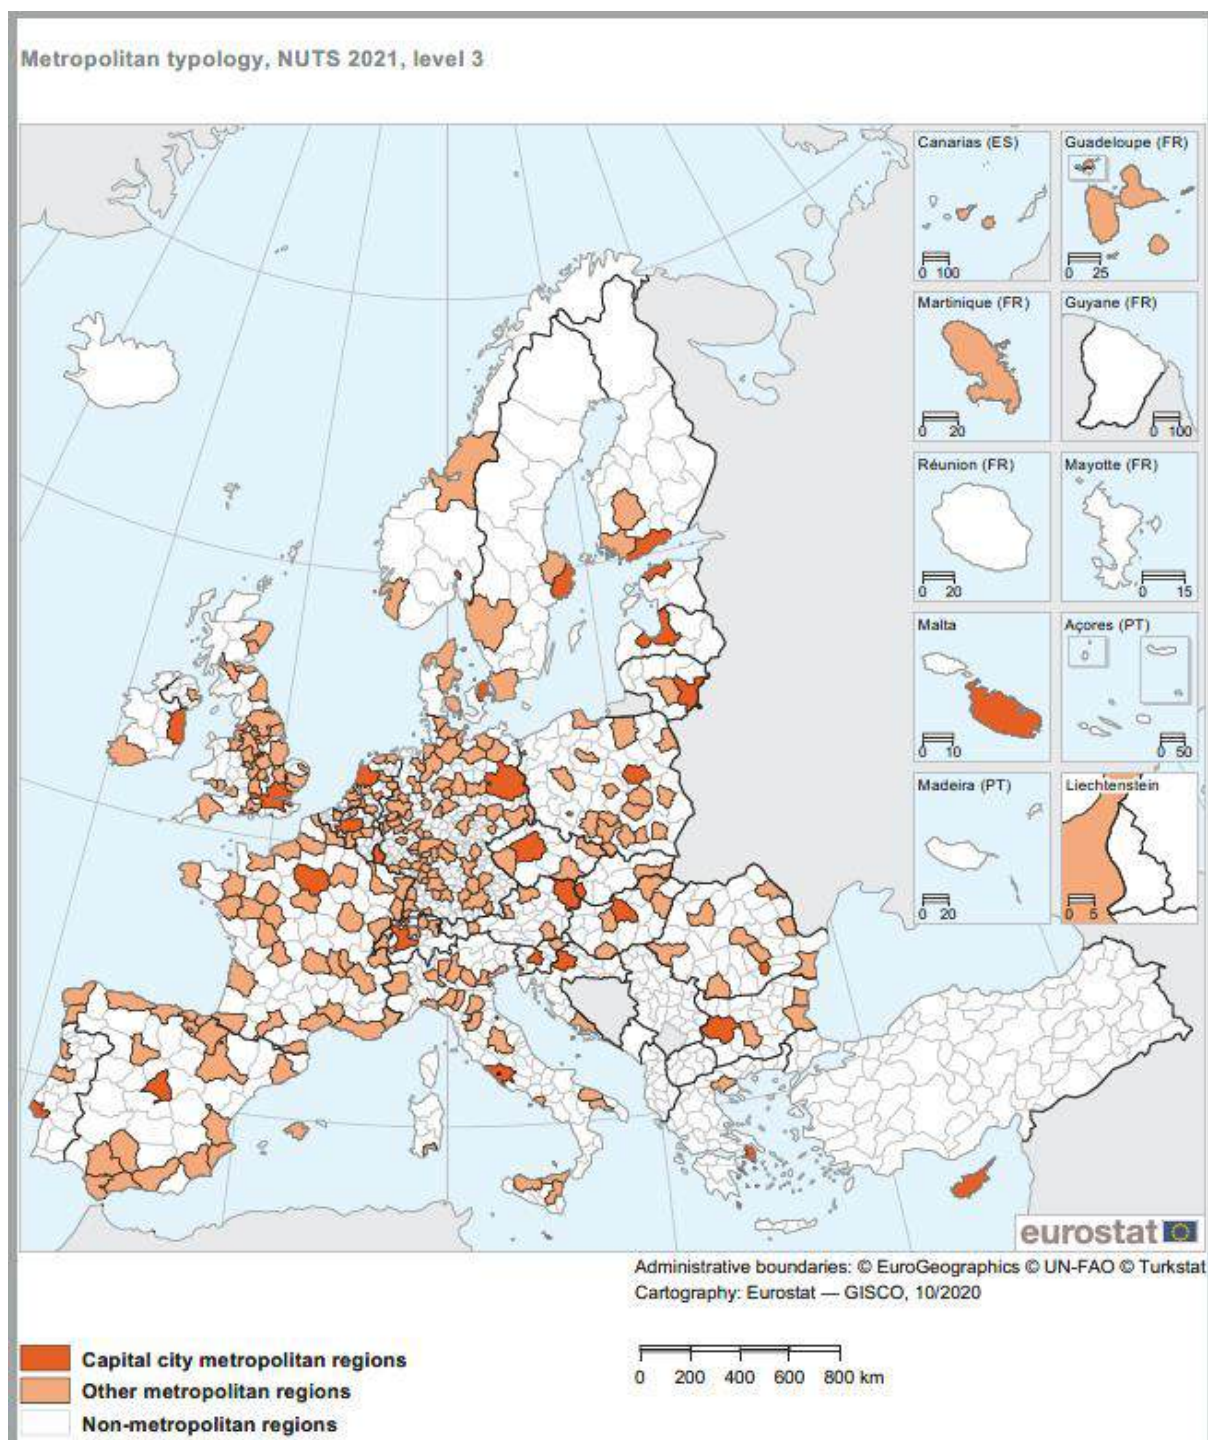 Metropolitan typology, NUTS 2021, level 3
Canarias (ES)
0 100
Guadeloupe (FR)
0 25
Martinique (FR)
0 20
Guyane (FR)
0 100
Réunion (FR)
0 20
Mayotte (FR)
0 15
Malta
0 10
Açores (PT)
0 50
Madeira (PT)
0 20
Liechtenstein
0 5
eurostat
Administrative boundaries: © EuroGeographics © UN-FAO © Turkstat
Cartography: Eurostat — GISCO, 10/2020
Capital city metropolitan regions
Other metropolitan regions
Non-metropolitan regions
0 200 400 600 800 km